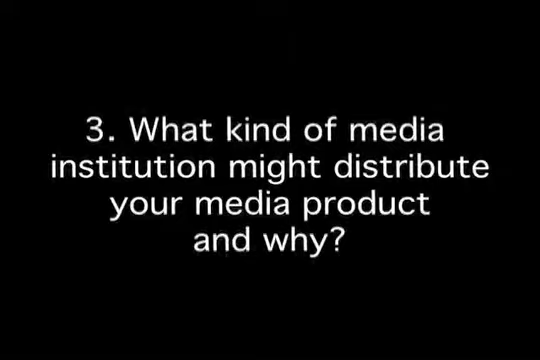 3. What kind of media
institution might distribute
your media product
and why?